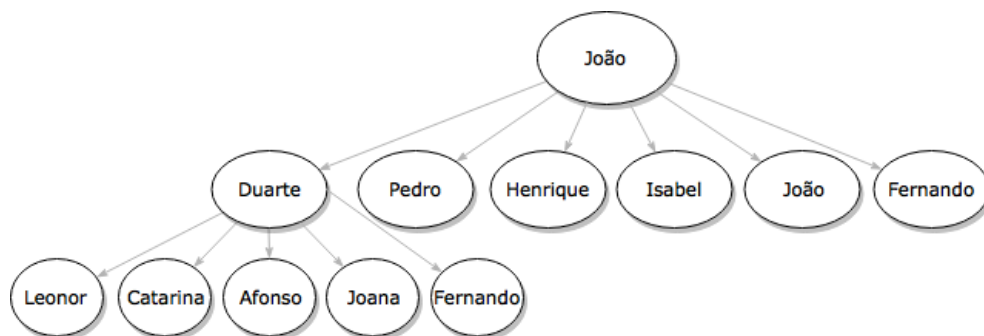 João
Duarte
Pedro
Henrique
Isabel
João
Fernando
Leonor
Catarina
Afonso
Joana
Fernando